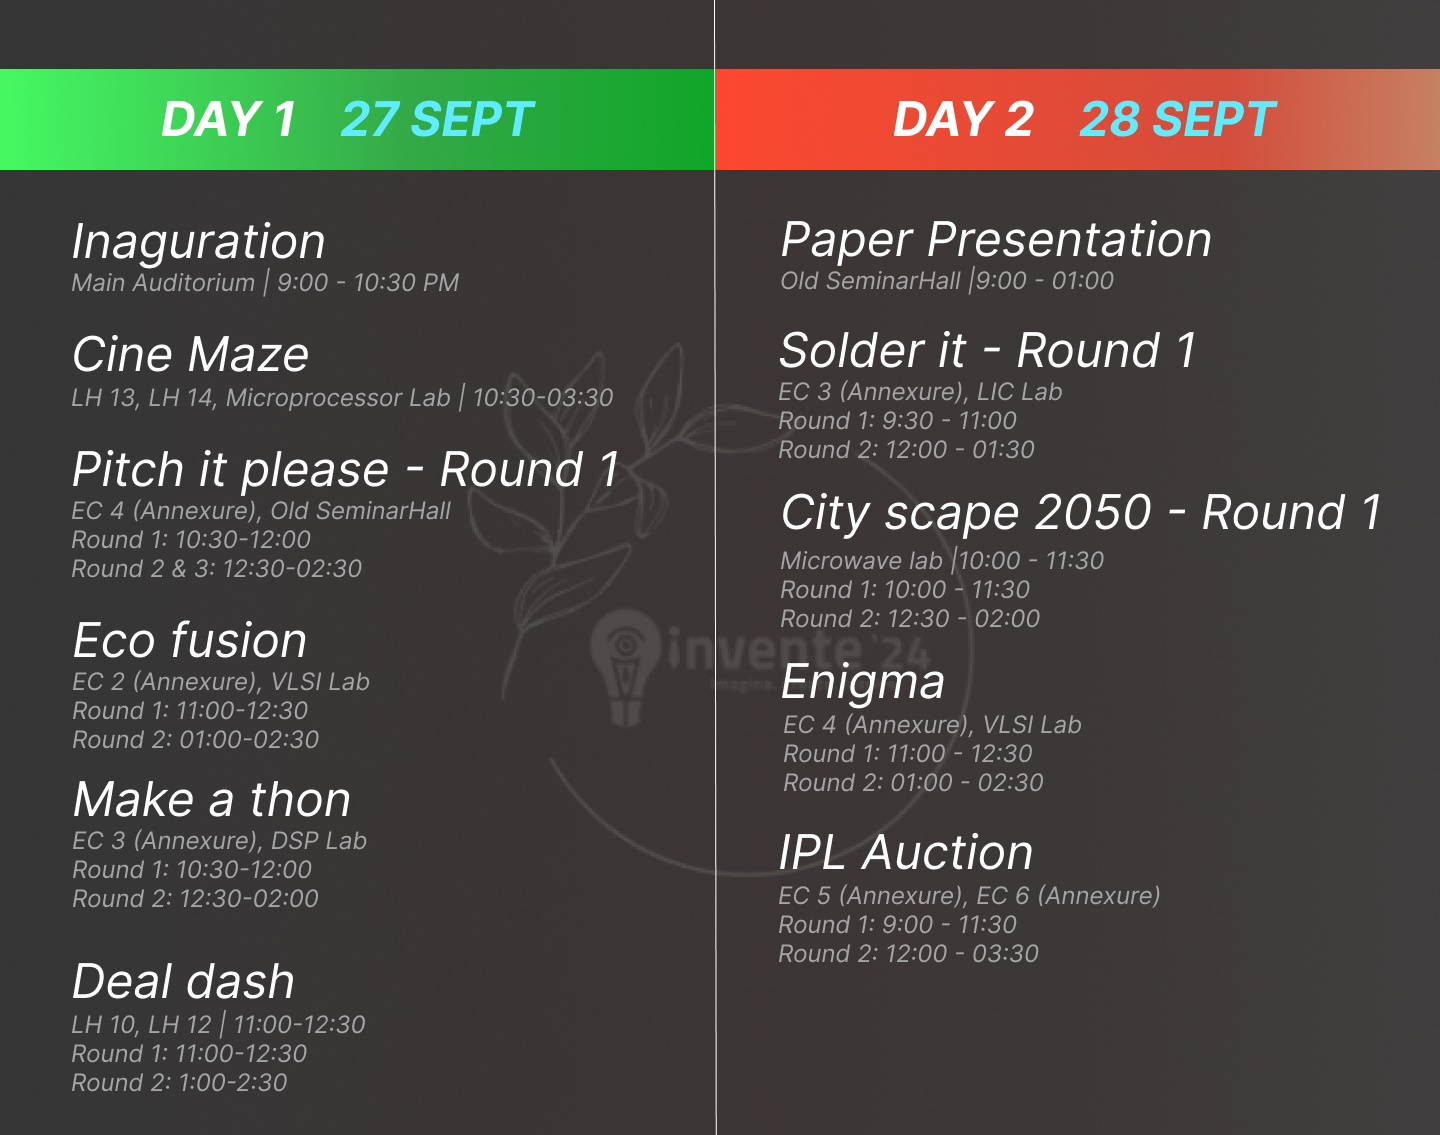 DAY 1 27 SEPT
Inaguration
Main Auditorium | 9:00 - 10:30 PM
Cine Maze
LH 13, LH 14, Microprocessor Lab | 10:30-03:30
Pitch it please - Round 1
EC 4 (Annexure), Old SeminarHall
Round 1: 10:30-12:00
Round 2 & 3: 12:30-02:30
Eco fusion
EC 2 (Annexure), VLSI Lab
Round 1: 11:00-12:30
Round 2: 01:00-02:30
Make a thon
EC 3 (Annexure), DSP Lab
Round 1: 10:30-12:00
Round 2: 12:30-02:00
Deal dash
LH 10, LH 12 | 11:00-12:30
Round 1: 11:00-12:30
Round 2: 1:00-2:30
DAY 2 28 SEPT
Paper Presentation
Old SeminarHall |9:00 - 01:00
Solder it - Round 1
EC 3 (Annexure), LIC Lab
Round 1: 9:30 - 11:00
Round 2: 12:00 - 01:30
City scape 2050 - Round 1
Microwave lab |10:00 - 11:30
Round 1: 10:00 - 11:30
Round 2: 12:30 - 02:00
Enigma
EC 4 (Annexure), VLSI Lab
Round 1: 11:00 - 12:30
Round 2: 01:00 - 02:30
IPL Auction
EC 5 (Annexure), EC 6 (Annexure)
Round 1: 9:00 - 11:30
Round 2: 12:00 - 03:30
invente '24